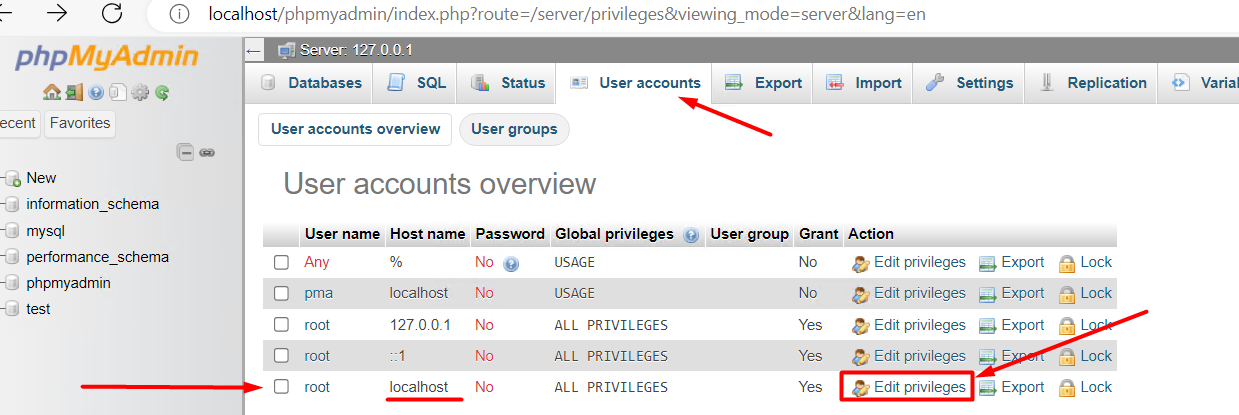 localhost/phpmyadmin/index.php?route=/server/privileges&viewing_mode=server&lang=en
phpMyAdmin
Server: 127.0.0.1
Databases SQL Status User accounts Export Import Settings Replication Varial
ecent Favorites
User accounts overview User groups
New
information_schema
mysql
performance_schema
phpmyadmin
test
User accounts overview
User name Host name Password Global privileges User group Grant Action
Any % No USAGE No Edit privileges Export Lock
pma localhost No USAGE No Edit privileges Export Lock
root 127.0.0.1 No ALL PRIVILEGES Yes Edit privileges Export Lock
root ::1 No ALL PRIVILEGES Yes Edit privileges Export Lock
root localhost No ALL PRIVILEGES Yes Edit privileges Export Lock